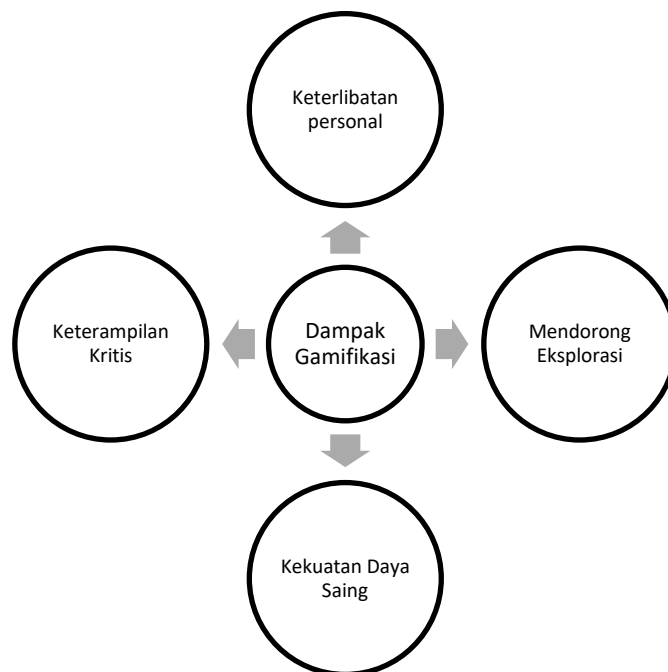 Keterlibatan
personal
Keterampilan
Kritis
Dampak
Gamifikasi
Mendorong
Eksplorasi
Kekuatan Daya
Saing